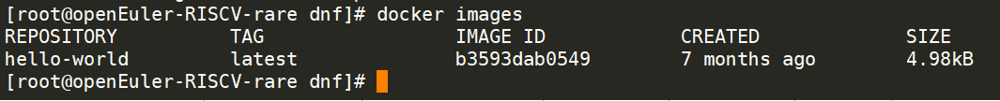 [root@openEuler-RISCV-rare dnf]# docker images
REPOSITORY TAG IMAGE ID CREATED SIZE
hello-world latest b3593dab0549 7 months ago 4.98kB
[root@openEuler-RISCV-rare dnf]#